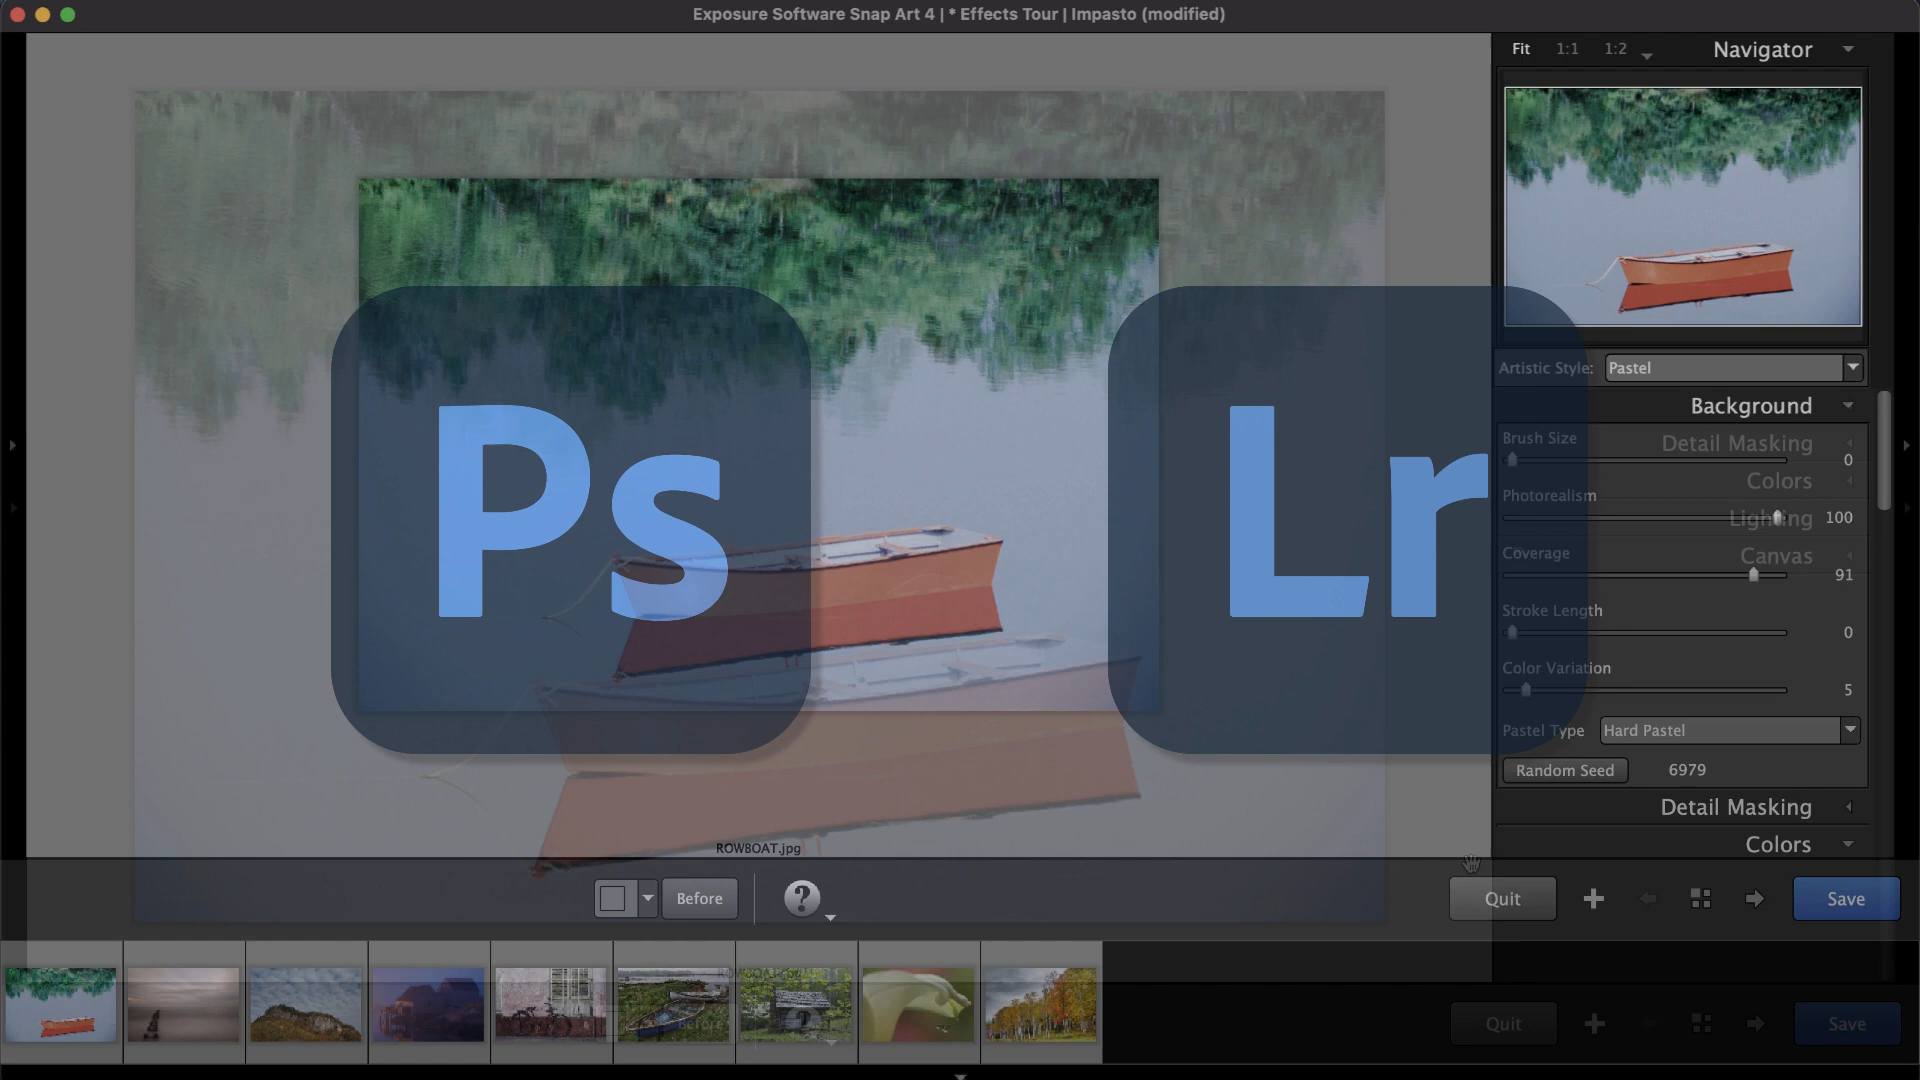 Exposure Software Snap Art 4 | * Effects Tour | Impasto (modified)
Fit 1:1 1:2 Navigator
Artistic Style: Pastel
Background
Brush Size 0
Detail Masking
Colors
Photorealism 100
Lighting
Coverage 91
Canvas
Stroke Length 0
Color Variation 5
Pastel Type Hard Pastel
Random Seed 6979
Detail Masking
Colors
Ps
Lr
ROWBOAT.jpg
Before ? Quit Save
Before ? Quit Save